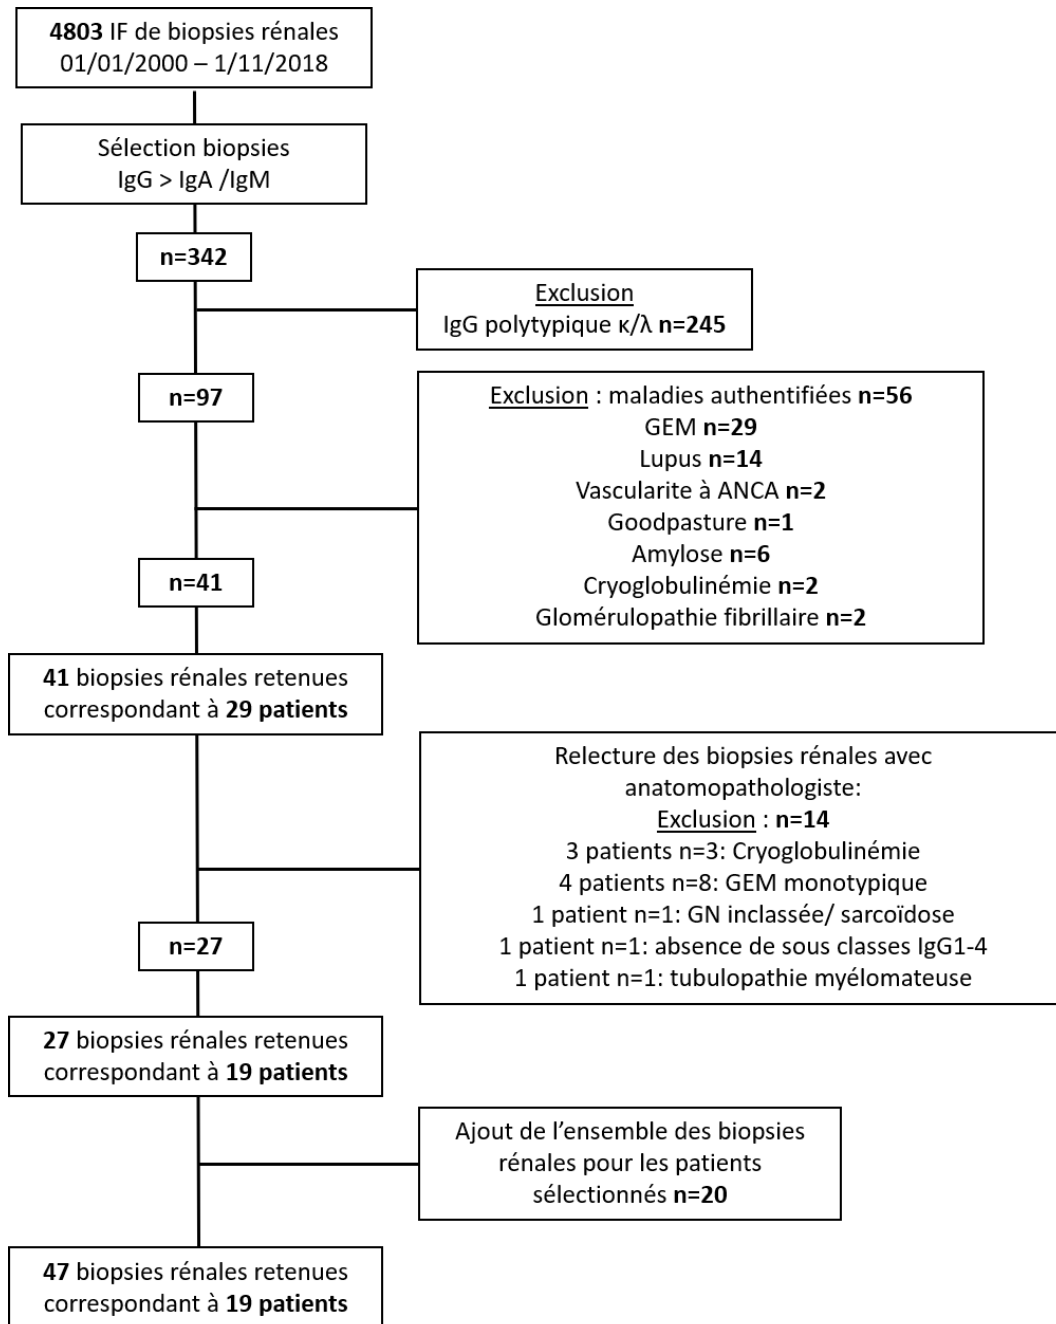 4803 IF de biopsies rénales
01/01/2000 – 1/11/2018
Sélection biopsies
IgG > IgA /IgM
n=342
Exclusion
IgG polytypique κ/λ n=245
n=97
Exclusion : maladies authentifiées n=56
GEM n=29
Lupus n=14
Vascularite à ANCA n=2
Goodpasture n=1
Amylose n=6
Cryoglobulinémie n=2
Glomérulopathie fibrillaire n=2
n=41
41 biopsies rénales retenues
correspondant à 29 patients
Relecture des biopsies rénales avec
anatomopathologiste:
Exclusion : n=14
3 patients n=3: Cryoglobulinémie
4 patients n=8: GEM monotypique
1 patient n=1: GN inclassée/ sarcoïdose
1 patient n=1: absence de sous classes IgG1-4
1 patient n=1: tubulopathie myélomateuse
n=27
27 biopsies rénales retenues
correspondant à 19 patients
Ajout de l’ensemble des biopsies
rénales pour les patients
sélectionnés n=20
47 biopsies rénales retenues
correspondant à 19 patients